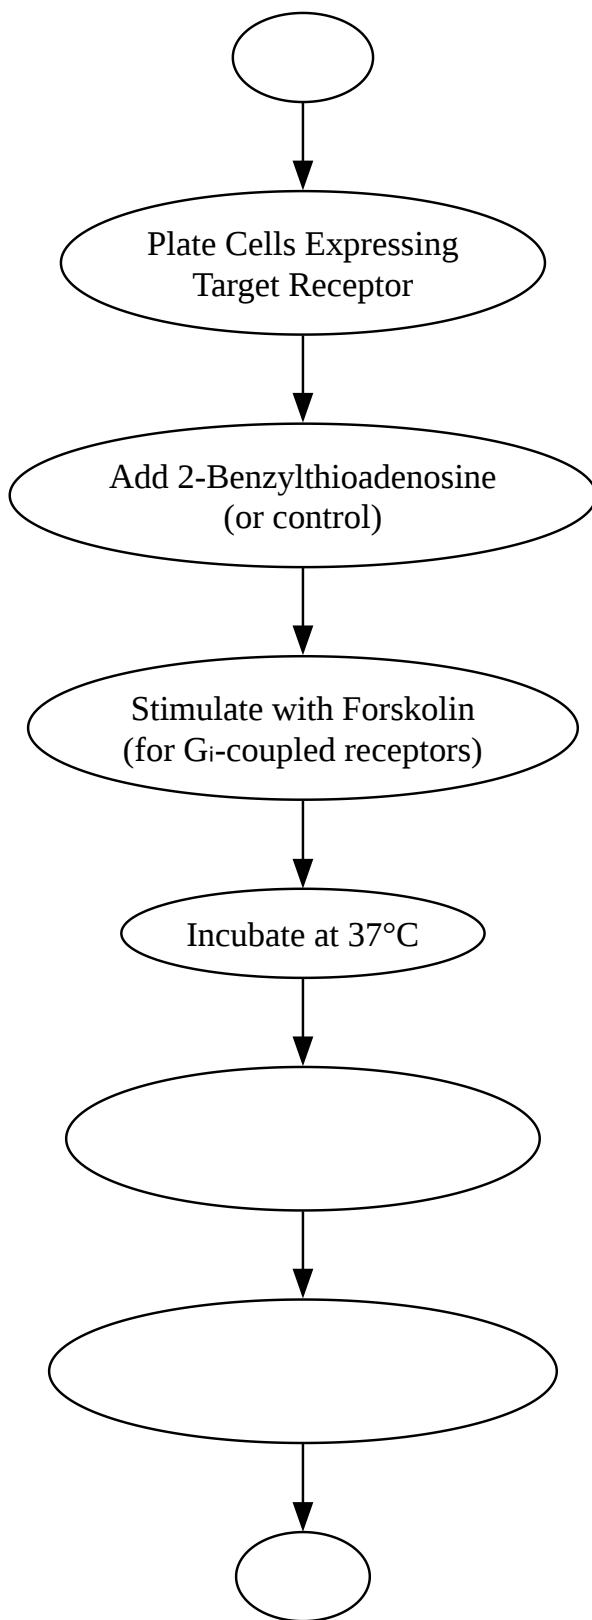 Plate Cells Expressing
Target Receptor
Add 2-Benzylthioadenosine
(or control)
Stimulate with Forskolin
(for Gᵢ-coupled receptors)
Incubate at 37°C